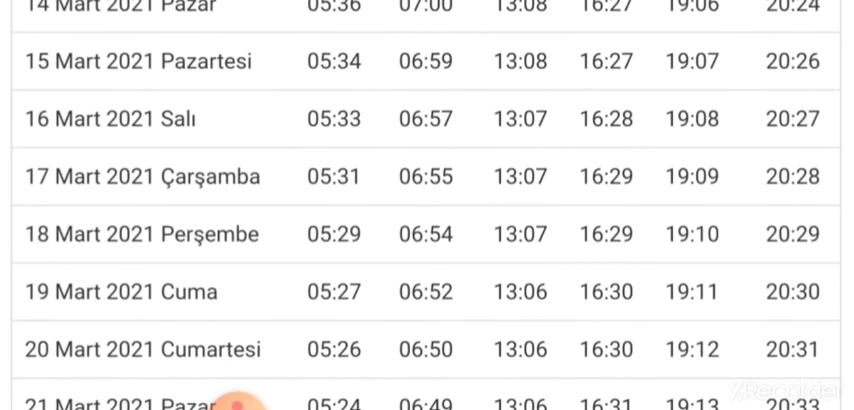 14 Mart 2021 Pazar 05:36 07:00 13:08 16:27 19:06 20:24
15 Mart 2021 Pazartesi 05:34 06:59 13:08 16:27 19:07 20:26
16 Mart 2021 Salı 05:33 06:57 13:07 16:28 19:08 20:27
17 Mart 2021 Çarşamba 05:31 06:55 13:07 16:29 19:09 20:28
18 Mart 2021 Perşembe 05:29 06:54 13:07 16:29 19:10 20:29
19 Mart 2021 Cuma 05:27 06:52 13:06 16:30 19:11 20:30
20 Mart 2021 Cumartesi 05:26 06:50 13:06 16:30 19:12 20:31
XRecorder
21 Mart 2021 Pazar 05:24 06:49 13:06 16:31 19:13 20:33